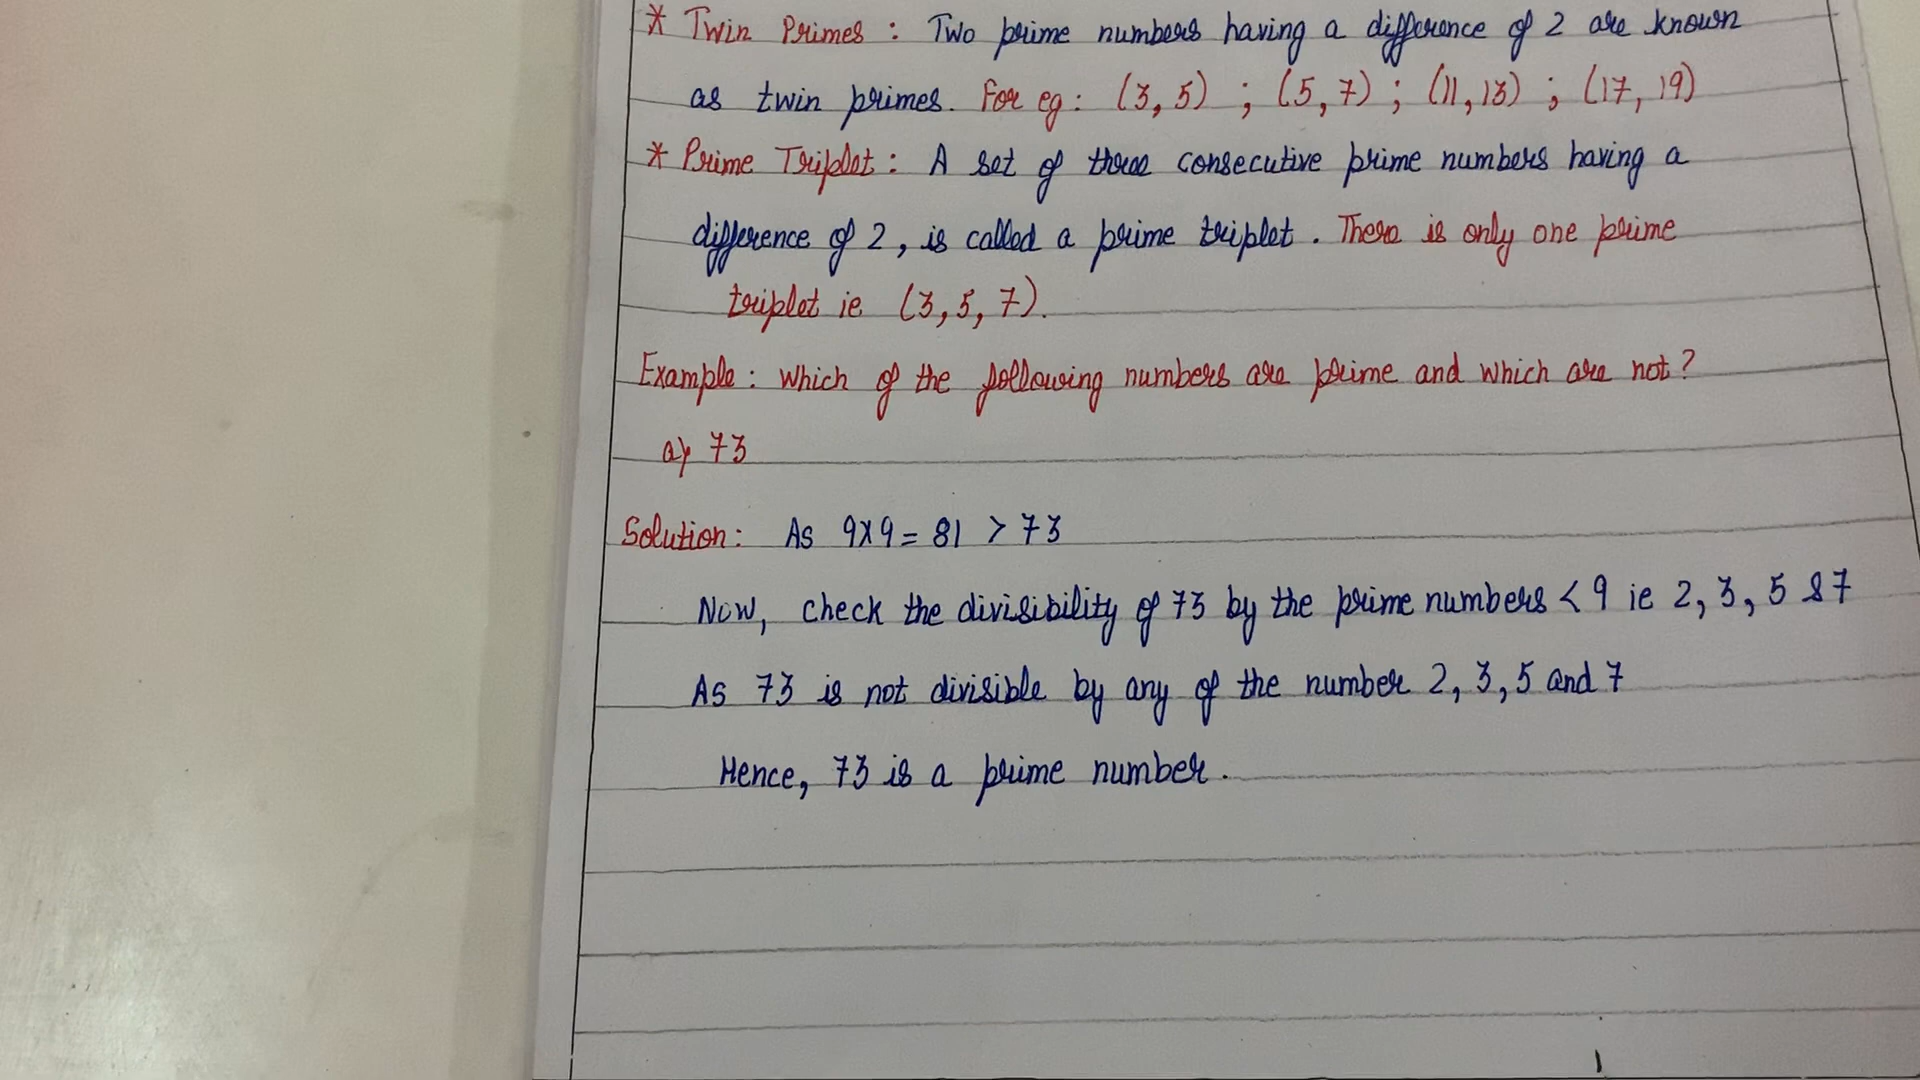 * Twin Primes : Two prime numbers having a difference of 2 are known
as twin primes. For eg : (3, 5) ; (5, 7) ; (11, 13) ; (17, 19)
* Prime Triplet : A set of three consecutive prime numbers having a
difference of 2, is called a prime triplet. There is only one prime
triplet ie (3, 5, 7).
Example : Which of the following numbers are prime and which are not?
a) 73
Solution : As 9x9 = 81 > 73
Now, check the divisibility of 73 by the prime numbers < 9 ie 2, 3, 5 & 7
As 73 is not divisible by any of the number 2, 3, 5 and 7
Hence, 73 is a prime number.